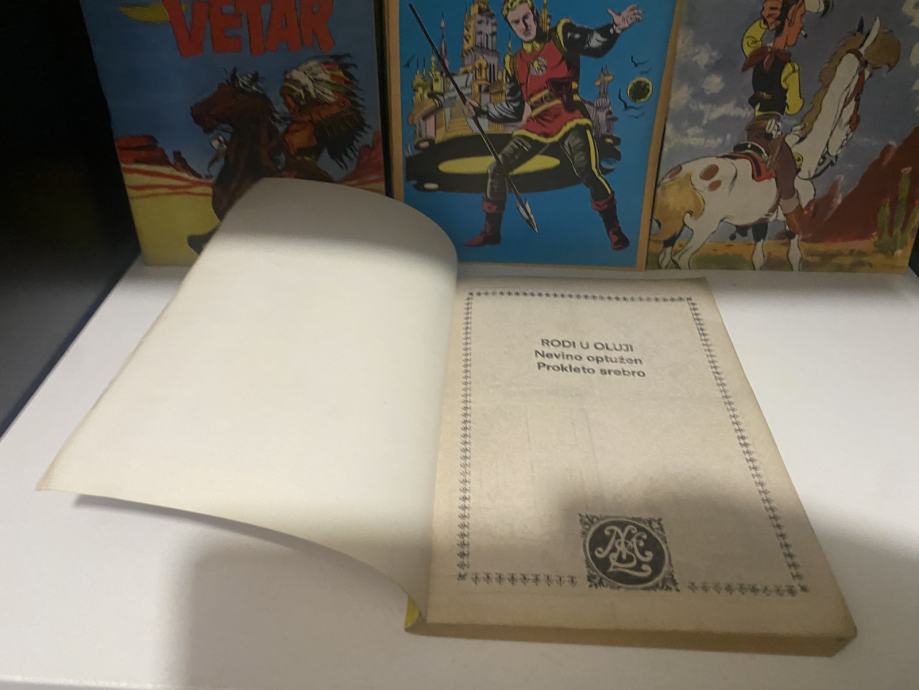 VETAR
RODI U OLUJI
Nevino optužen
Prokleto srebro